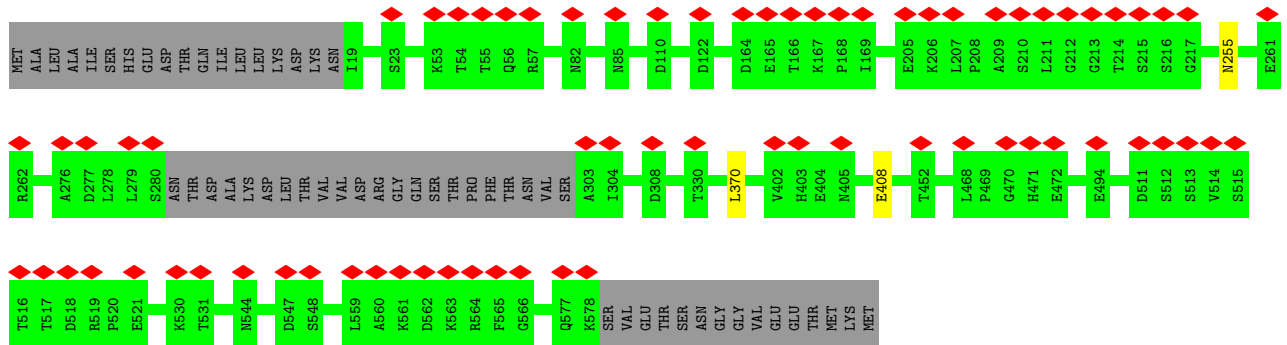 MET ALA LEU ALA ILE SER HIS GLU ASP THR GLN ILE LEU LEU LYS ASP LYS ASN I19 S23 K53 T54 T55 Q56 R57 N82 N85 D110 D122 D164 E165 T166 K167 P168 I169 E205 K206 L207 P208 A209 S210 L211 G212 G213 T214 S215 S216 G217 N255 E261
R262 A276 D277 L278 L279 S280 ASN THR ASP ALA LYS ASP LEU THR VAL VAL ASP ARG GLY GLN SER THR PRO PHE THR ASN VAL SER A303 I304 D308 T330 L370 V402 H403 E404 N405 E408 T452 L468 P469 G470 H471 E472 E494 D511 S512 S513 V514 S515
T516 T517 D518 R519 P520 E521 K530 T531 N544 D547 S548 L559 A560 K561 D562 K563 R564 F565 G566 Q577 K578 SER VAL GLU THR SER ASN GLY GLY VAL GLU GLU THR MET LYS MET